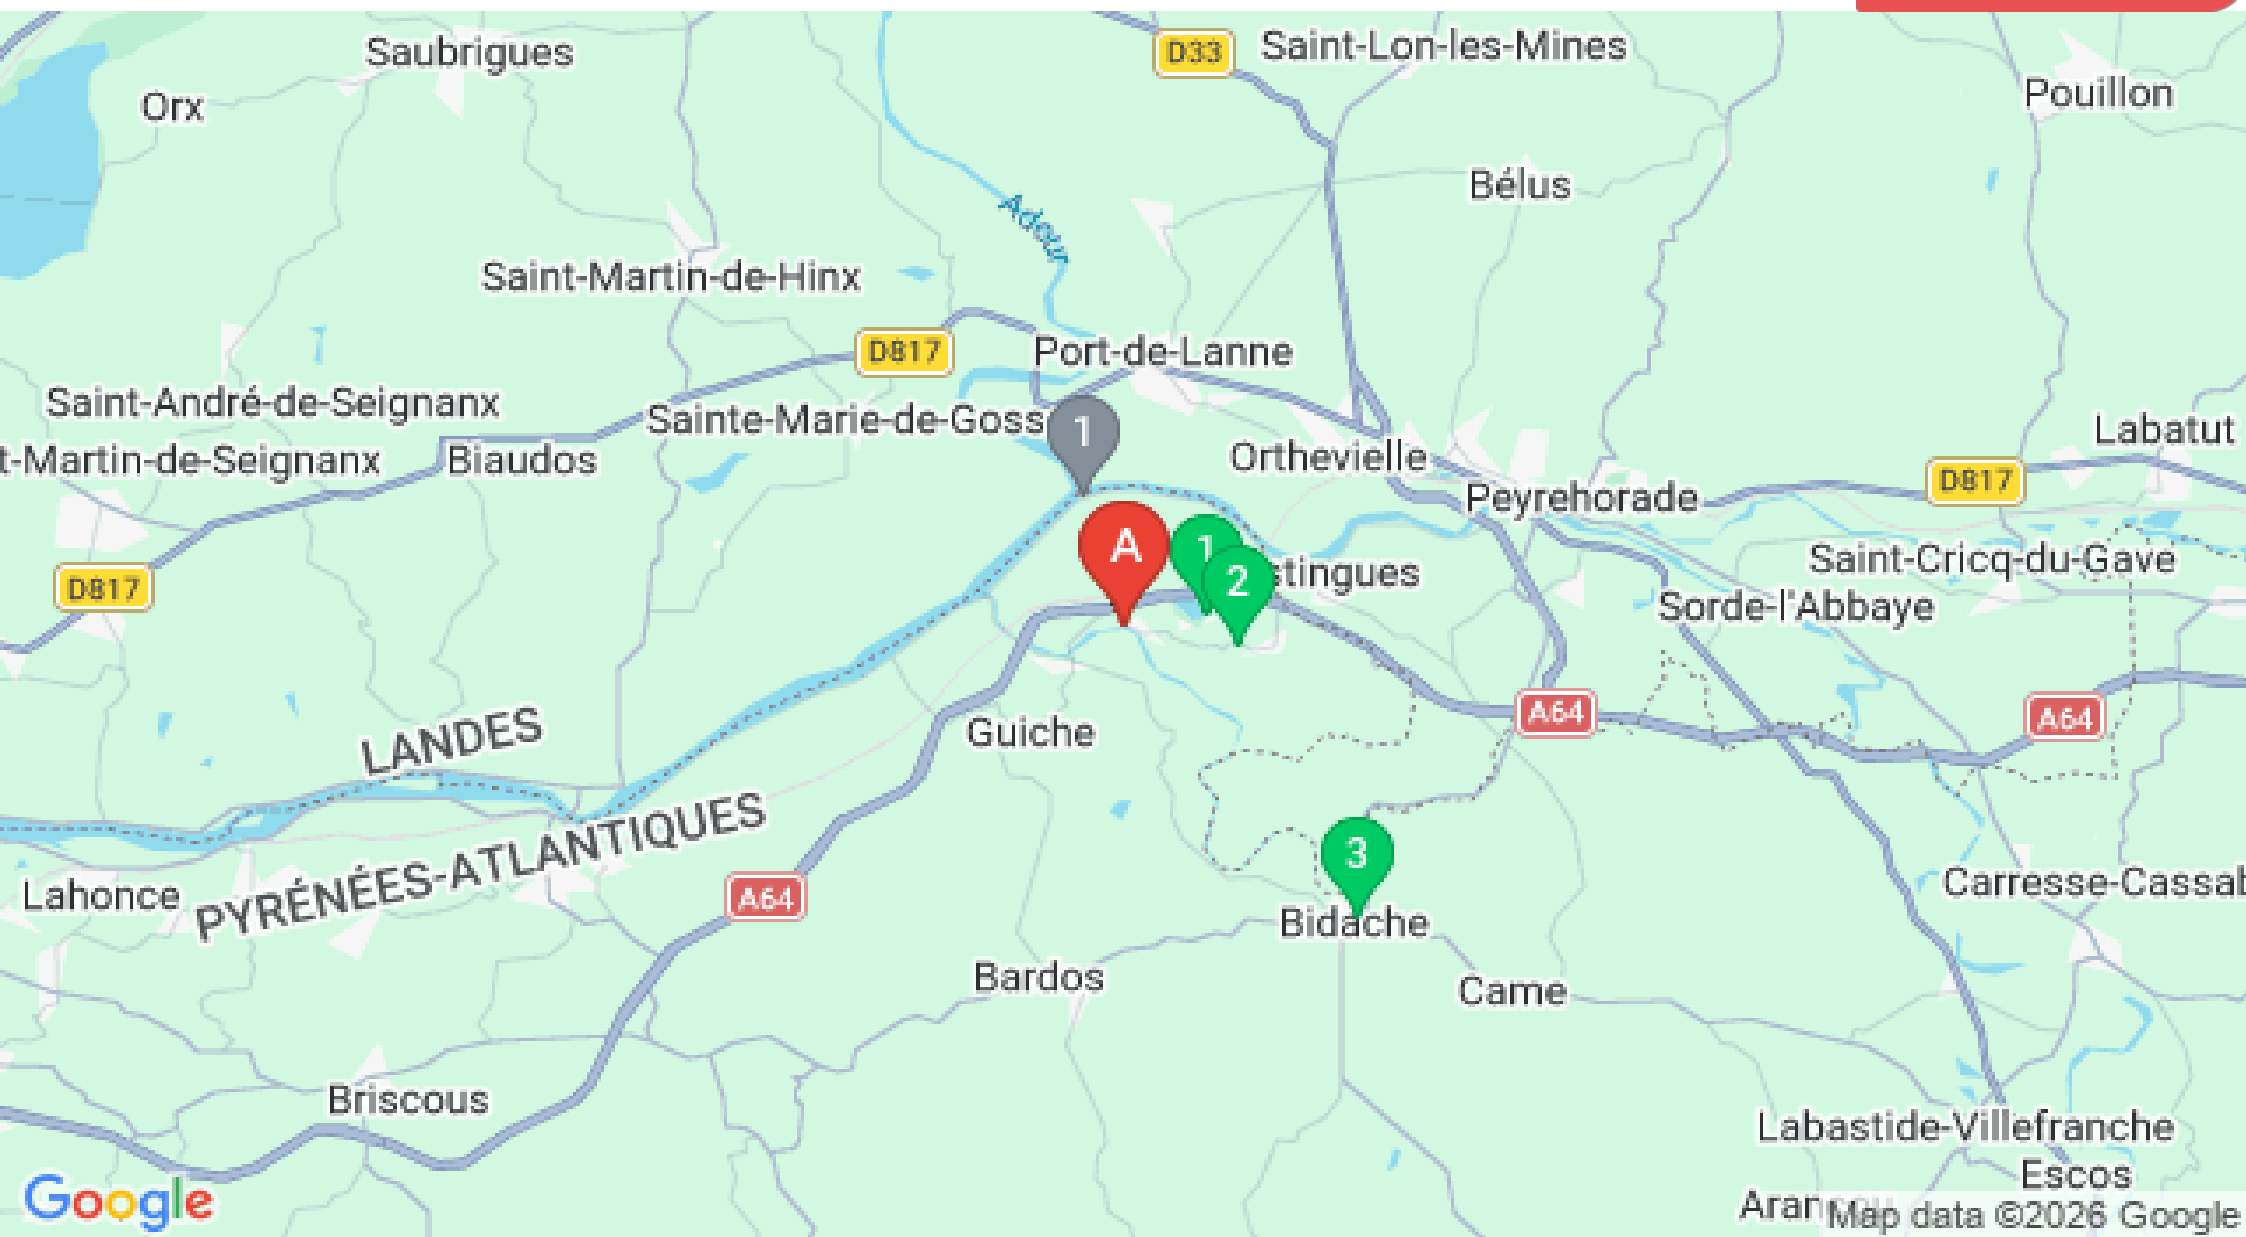 Saubrigues
D33
Saint-Lon-les-Mines
Orx
Pouillon
Bélus
Adour
Saint-Martin-de-Hinx
D817
Port-de-Lanne
Saint-André-de-Seignanx
Sainte-Marie-de-Goss
1
Labatut
t-Martin-de-Seignanx
Biaudos
Orthevielle
D817
Peyrehorade
A
1
2
stingues
Saint-Cricq-du-Gave
D817
Sorde-l'Abbaye
A64
A64
Guiche
LANDES
PYRÉNÉES-ATLANTIQUES
3
Lahonce
A64
Carresse-Cassab
Bidache
Bardos
Came
Briscous
Labastide-Villefranche
Escos
Google
Map data ©2026 Google